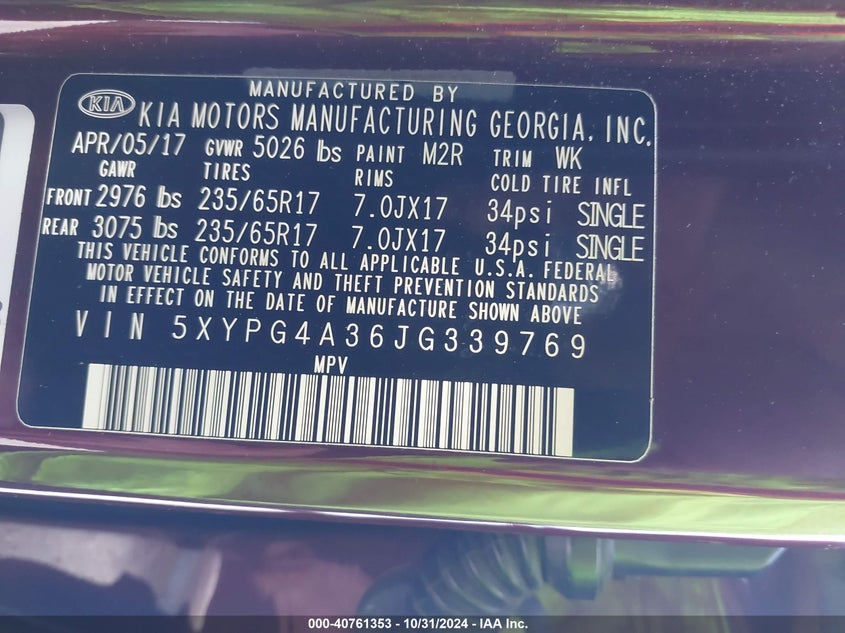 MANUFACTURED BY
KIA KIA MOTORS MANUFACTURING GEORGIA, INC.
APR/05/17 GVWR 5026 lbs PAINT M2R TRIM WK
GAWR TIRES RIMS COLD TIRE INFL
FRONT 2976 lbs 235/65R17 7.0JX17 34psi SINGLE
REAR 3075 lbs 235/65R17 7.0JX17 34psi SINGLE
THIS VEHICLE CONFORMS TO ALL APPLICABLE U.S.A. FEDERAL
MOTOR VEHICLE SAFETY AND THEFT PREVENTION STANDARDS
IN EFFECT ON THE DATE OF MANUFACTURE SHOWN ABOVE
VIN 5XYPG4A36JG339769
MPV
000-40761353 - 10/31/2024 - IAA Inc.